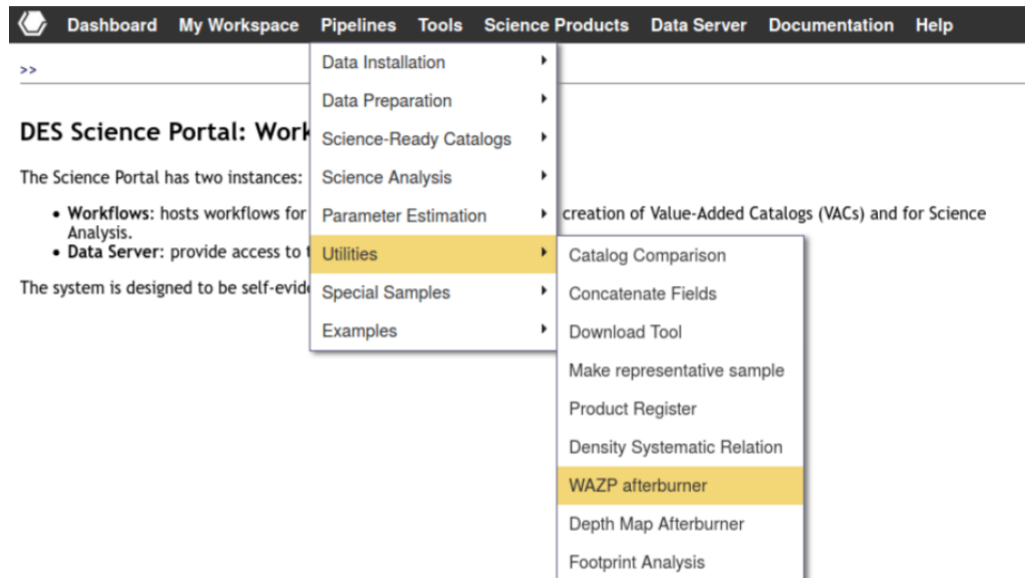 Dashboard My Workspace Pipelines Tools Science Products Data Server Documentation Help
>>
DES Science Portal: Work
The Science Portal has two instances:
• Workflows: hosts workflows for
creation of Value-Added Catalogs (VACs) and for Science
Analysis.
• Data Server: provide access to
The system is designed to be
Data Installation
Data Preparation
Science-Ready Catalogs
Science Analysis
Parameter Estimation
Utilities
Special Samples
Examples
Catalog Comparison
Concatenate Fields
Download Tool
Make representative sample
Product Register
Density Systematic Relation
WAZP afterburner
Depth Map Afterburner
Footprint Analysis